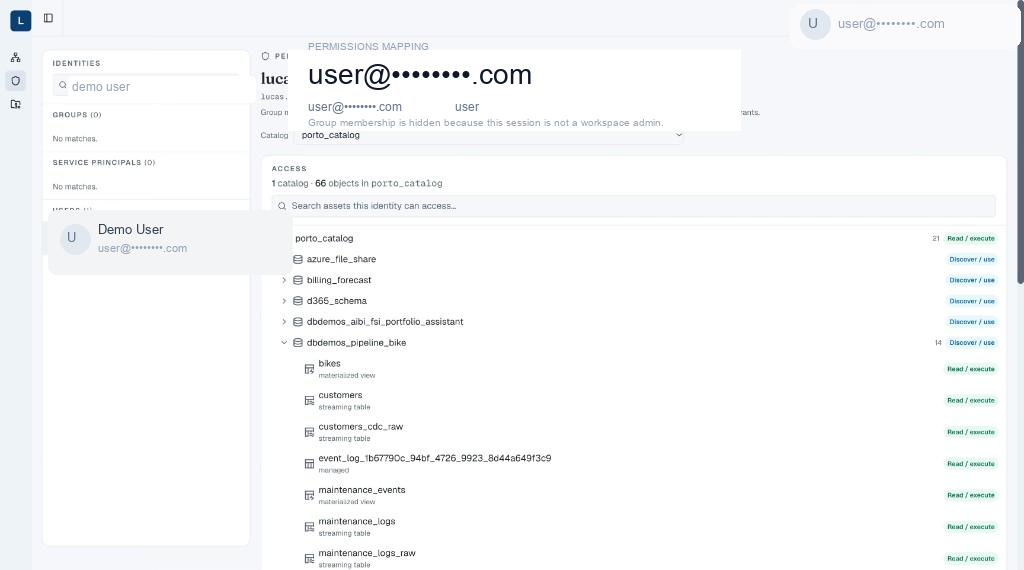 L
U user@••••••••.com
IDENTITIES
demo user
GROUPS (0)
No matches.
SERVICE PRINCIPALS (0)
No matches.
USERS (1)
U
Demo User
user@••••••••.com
PERMISSIONS MAPPING
user@••••••••.com
user@••••••••.com user
Group membership is hidden because this session is not a workspace admin.
Catalog porto_catalog
ACCESS
1 catalog · 66 objects in porto_catalog
Search assets this identity can access...
porto_catalog 21 Read / execute
azure_file_share Discover / use
billing_forecast Discover / use
d365_schema Discover / use
dbdemos_aibi_fsi_portfolio_assistant Discover / use
dbdemos_pipeline_bike 14 Discover / use
bikes
materialized view Read / execute
customers
streaming table Read / execute
customers_cdc_raw
streaming table Read / execute
event_log_1b67790c_94bf_4726_9923_8d44a649f3c9
managed Read / execute
maintenance_events
materialized view Read / execute
maintenance_logs
streaming table Read / execute
maintenance_logs_raw
streaming table Read / execute